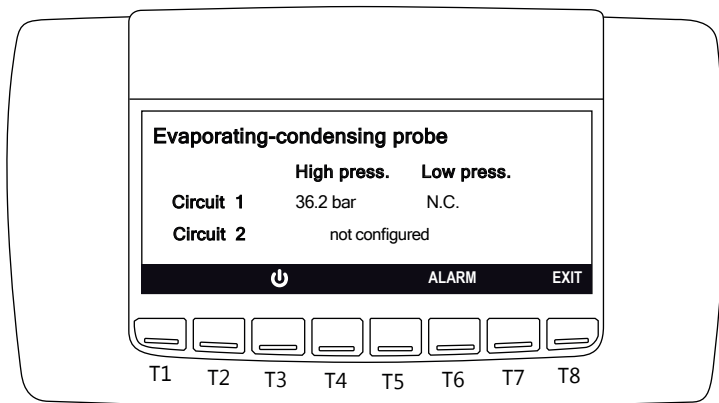 Evaporating-condensing probe
High press. Low press.
Circuit 1 36.2 bar N.C.
Circuit 2 not configured
ALARM EXIT
T1 T2 T3 T4 T5 T6 T7 T8